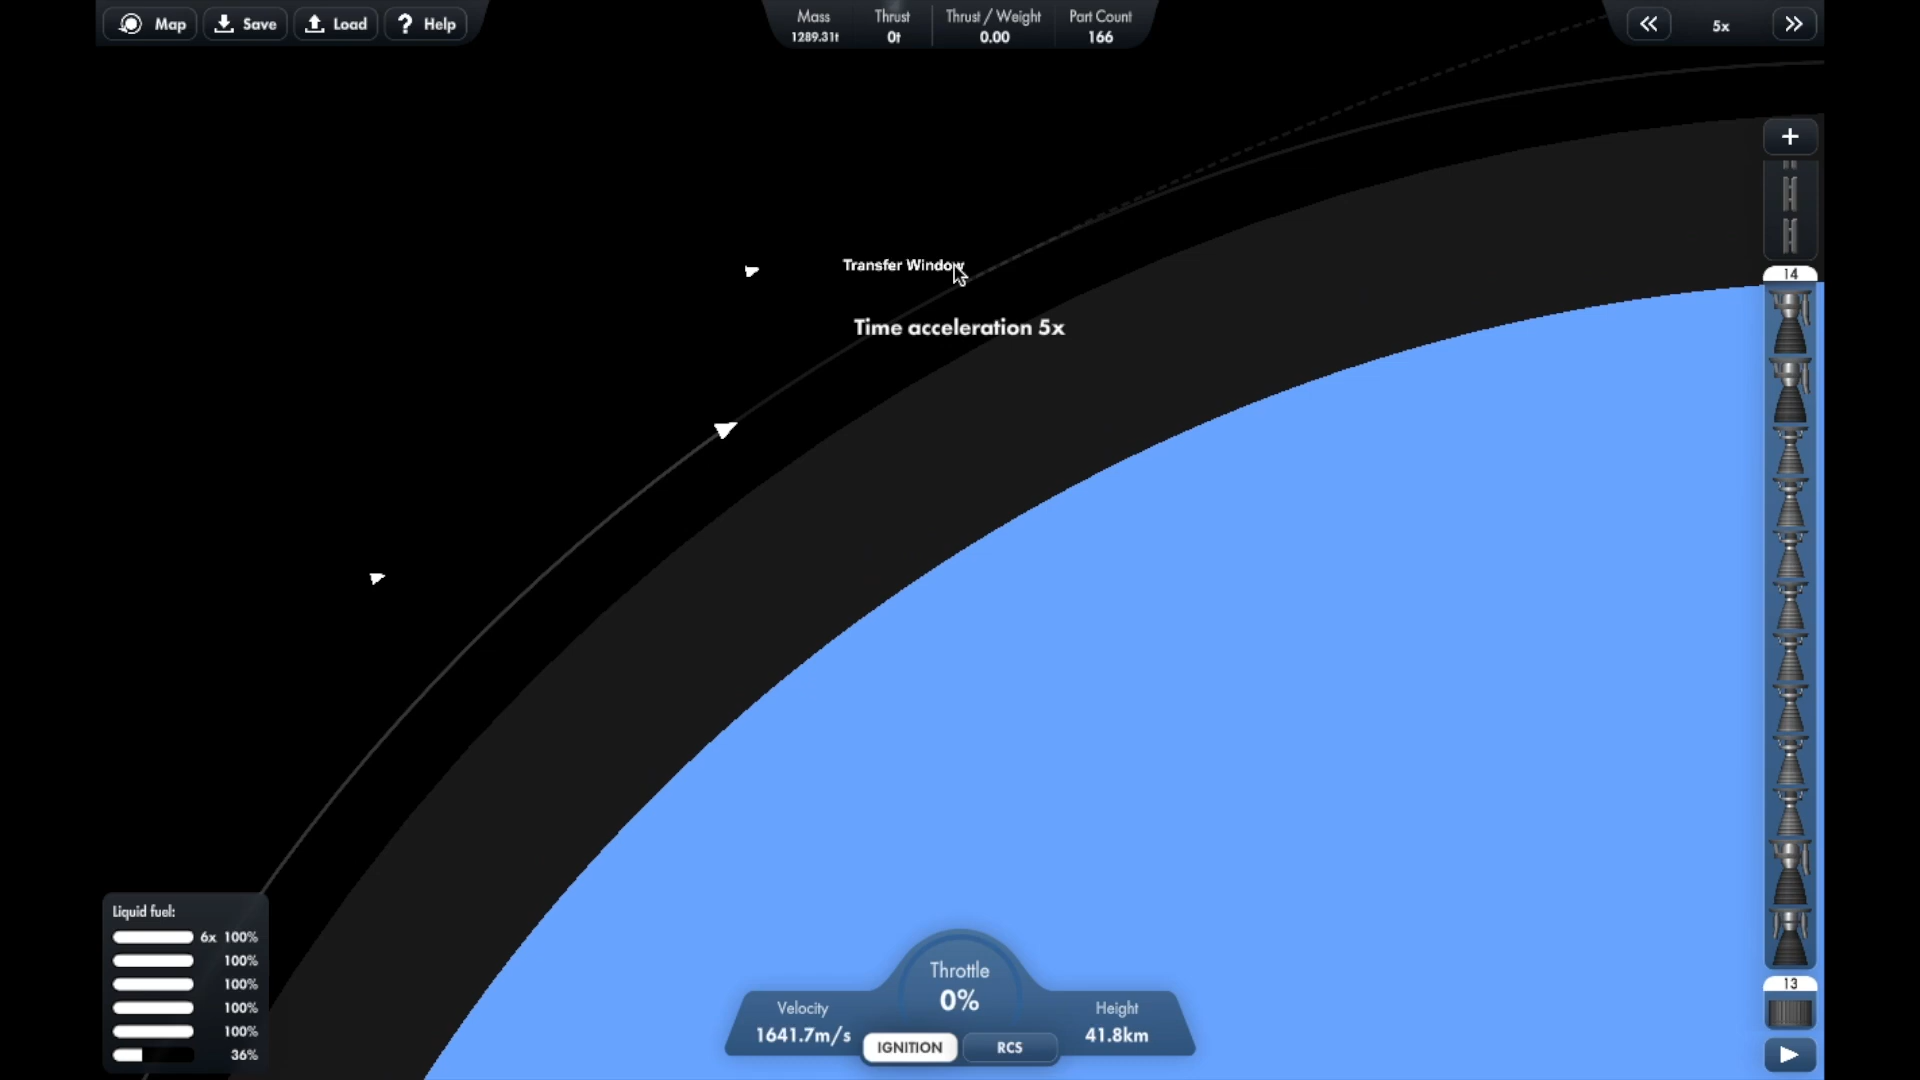 Map
Save
Load
? Help
Mass
1289.31t
Thrust
0t
Thrust / Weight
0.00
Part Count
166
5x
Transfer Window
Time acceleration 5x
14
13
Liquid fuel:
6x 100%
100%
100%
100%
100%
36%
Throttle
0%
Velocity
1641.7m/s
Height
41.8km
IGNITION
RCS